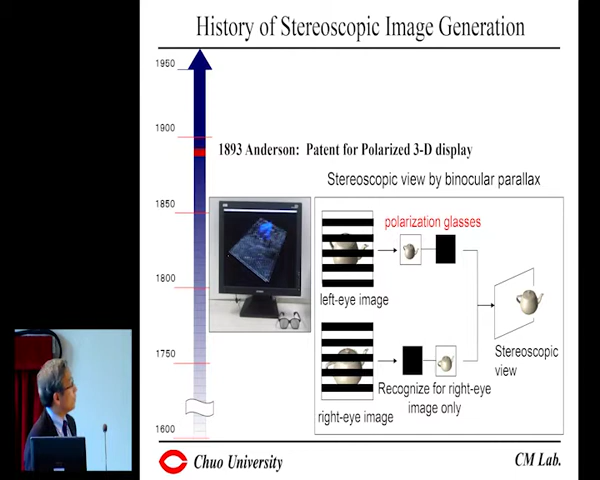 History of Stereoscopic Image Generation
1950
1900
1893 Anderson: Patent for Polarized 3-D display
Stereoscopic view by binocular parallax
1850
polarization glasses
left-eye image
1800
1750
Stereoscopic
view
Recognize for right-eye
image only
right-eye image
1600
Chuo University
CM Lab.